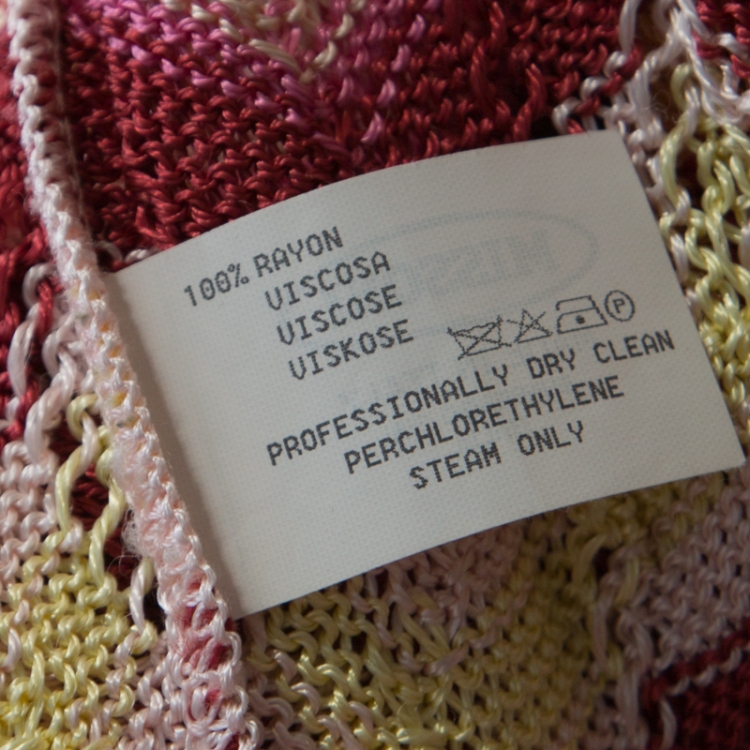 100% RAYON
VISCOSA
VISCOSE
VISKOSE
P
PROFESSIONALLY DRY CLEAN
PERCHLORETHYLENE
STEAM ONLY